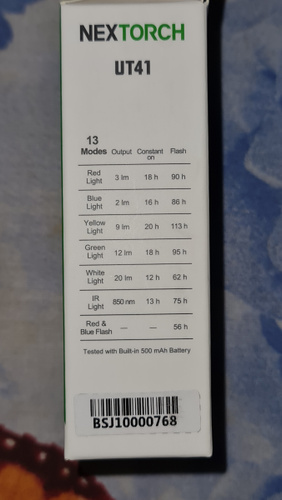 NEXTORCH
UT41
13
Modes Output Constant on Flash
Red Light 3 lm 18 h 90 h
Blue Light 2 lm 16 h 86 h
Yellow Light 9 lm 20 h 113 h
Green Light 12 lm 18 h 95 h
White Light 20 lm 12 h 62 h
IR Light 850 nm 13 h 75 h
Red & Blue Flash — — 56 h
Tested with Built-in 500 mAh Battery
BSJ10000768